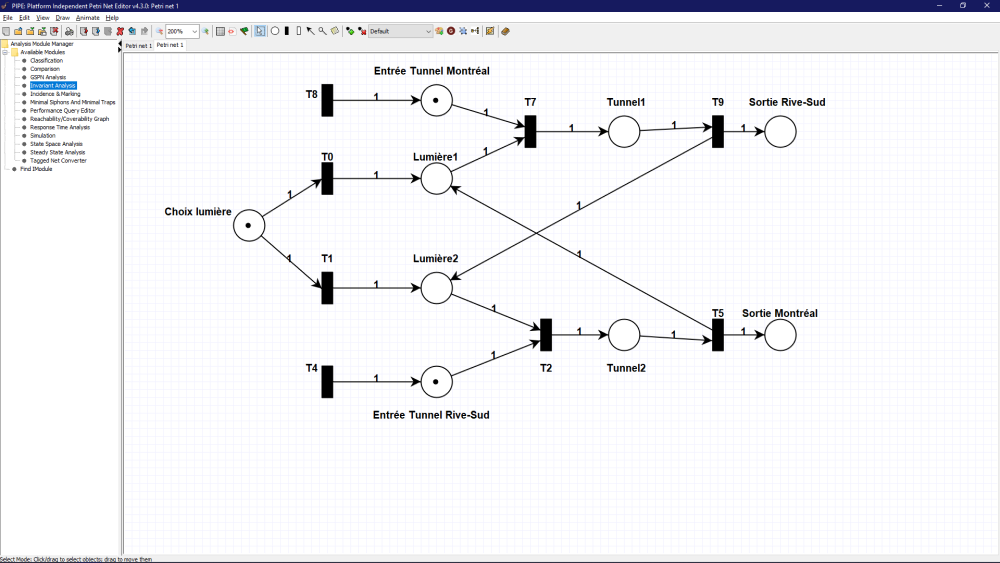 PIPE: Platform Independent Petri Net Editor v4.3.0: Petri net 1
File Edit View Draw Animate Help
200%
Default
Analysis Module Manager
Available Modules
Classification
Comparison
GSPN Analysis
Invariant Analysis
Incidence & Marking
Minimal Siphons And Minimal Traps
Performance Query Editor
Reachability/Coverability Graph
Response Time Analysis
Simulation
State Space Analysis
Steady State Analysis
Tagged Net Converter
Find IModule
Petri net 1 Petri net 1
Entrée Tunnel Montréal
T8
1
1
T7
1
Tunnel1
1
T9
1
Sortie Rive-Sud
T0
1
Lumière1
1
1
Choix lumière
1
1
1
1
T1
1
Lumière2
1
T5
Sortie Montréal
1
1
1
1
T4
1
T2
Tunnel2
Entrée Tunnel Rive-Sud
Select Mode: Click/drag to select objects; drag to move them